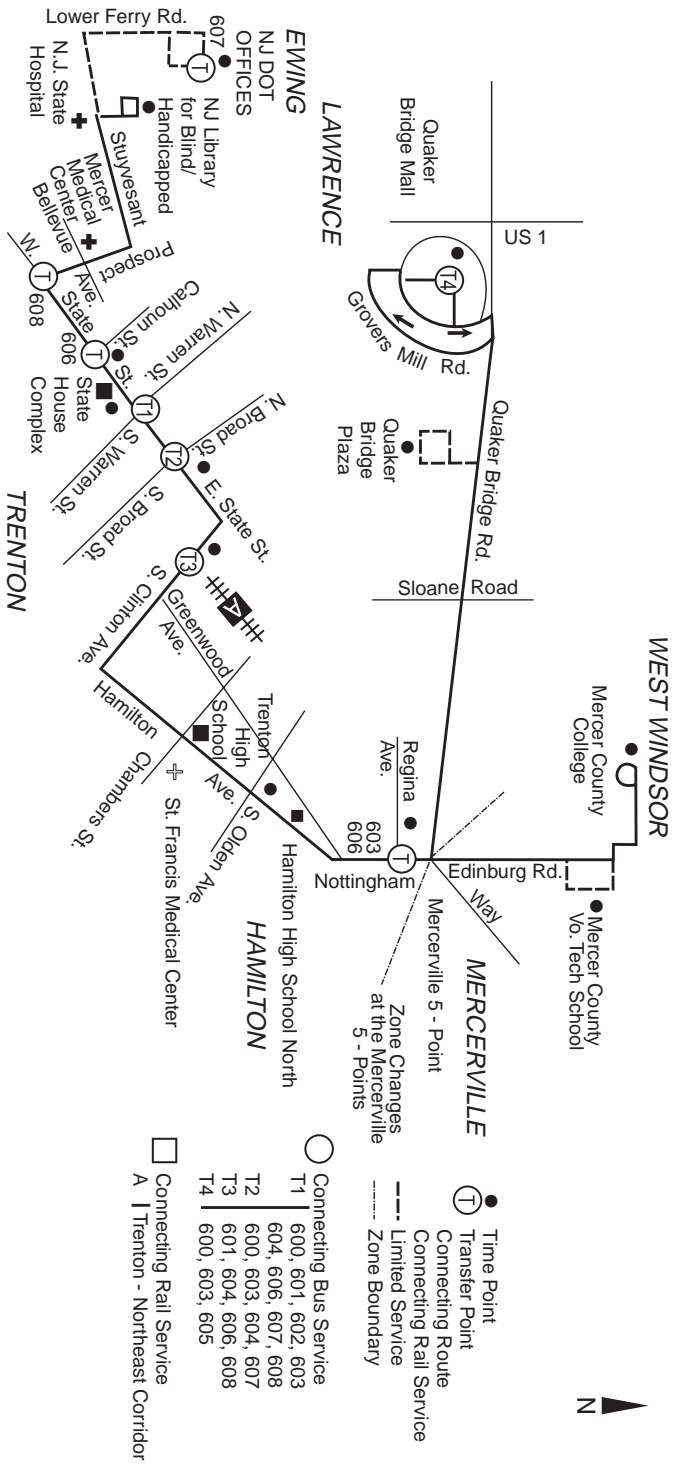 Lower Ferry Rd.
607
NJ DOT
OFFICES
EWING
NJ Library
for Blind/
Handicapped
N.J. State
Hospital
Stuyvesant
Mercer
Medical
Center
Bellevue
Ave.
Prospect
W.
State
St.
608
606
Calhoun St.
N. Warren St.
State
House
Complex
S. Warren St.
T
T
T
T1
T2
N. Broad St.
S. Broad St.
E. State St.
TRENTON
T3
A
S. Clinton Ave.
Greenwood
Ave.
Hamilton
Ave.
Trenton
High
School
Chambers St.
St. Francis Medical Center
S. Olden Ave.
Hamilton High School North
HAMILTON
LAWRENCE
Quaker
Bridge Mall
US 1
T4
Grovers Mill Rd.
Quaker
Bridge
Plaza
Quaker Bridge Rd.
Sloane Road
WEST WINDSOR
Mercer County
College
Mercer County
Vo. Tech School
Edinburg Rd.
Regina
Ave.
603
606
T
Nottingham
Way
Mercerville 5 - Point
MERCERVILLE
Zone Changes
at the Mercerville
5 - Points
Time Point
T Transfer Point
Connecting Route
Connecting Rail Service
Limited Service
Zone Boundary
Connecting Bus Service
T1 600, 601, 602, 603
604, 606, 607, 608
T2 600, 603, 604, 607
T3 601, 604, 606, 608
T4 600, 603, 605
Connecting Rail Service
A Trenton - Northeast Corridor
N